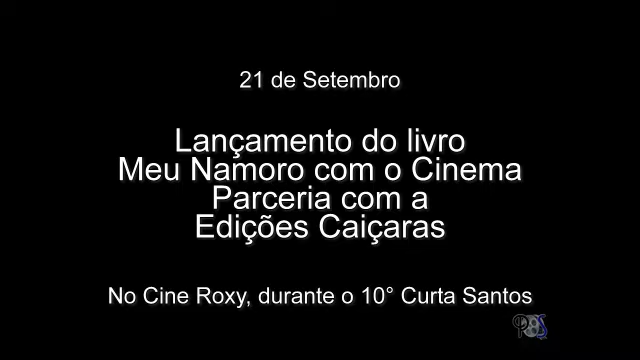 21 de Setembro
Lançamento do livro
Meu Namoro com o Cinema
Parceria com a
Edições Caiçaras
No Cine Roxy, durante o 10° Curta Santos